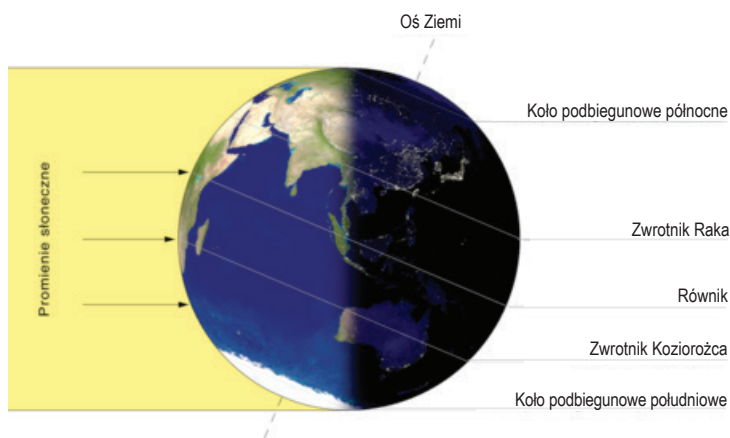 Oś Ziemi
Koło podbiegunowe północne
Promienie słoneczne
Zwrotnik Raka
Równik
Zwrotnik Koziorożca
Koło podbiegunowe południowe